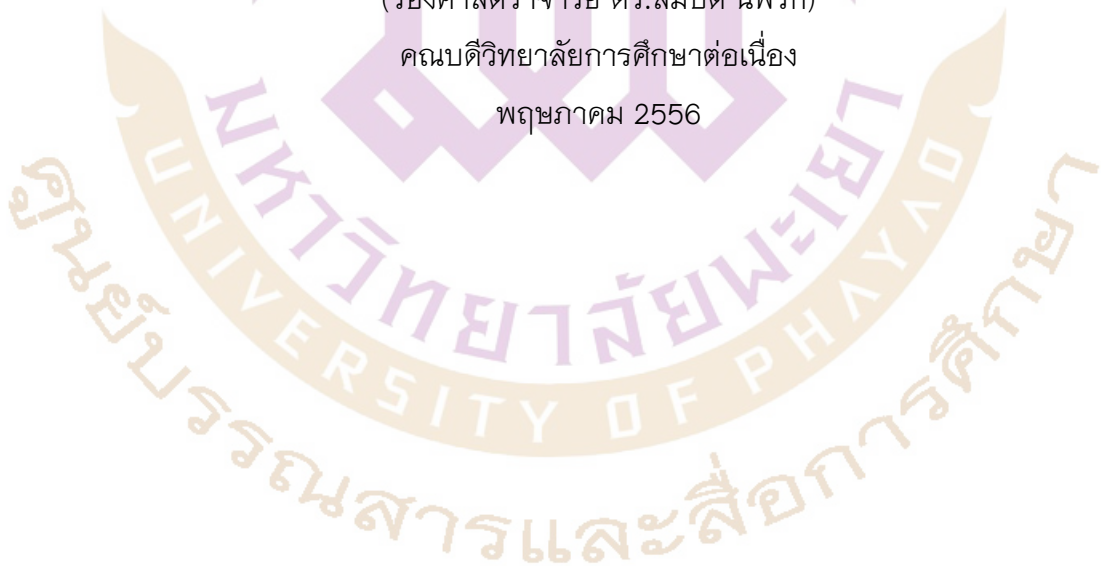 คณบดีวิทยาลัยการศึกษาต่อเนื่อง
พฤษภาคม 2556
มหาวิทยาลัยพะเยา
UNIVERSITY OF PHAYAO
ศูนย์บรรณสารและสื่อการศึกษา